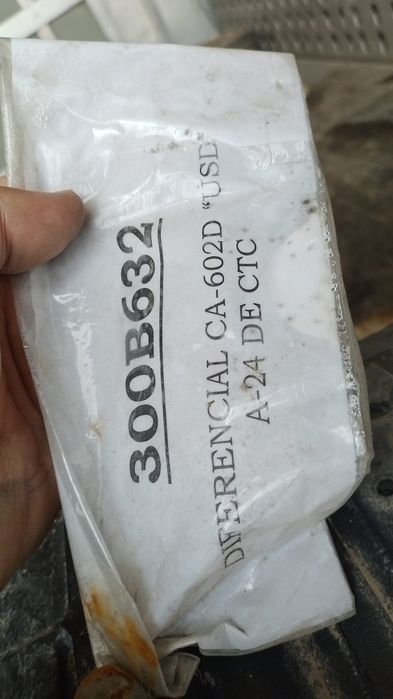 300B632
DIFERENCIAL CA-602D "USD"
A-24 DE CTC